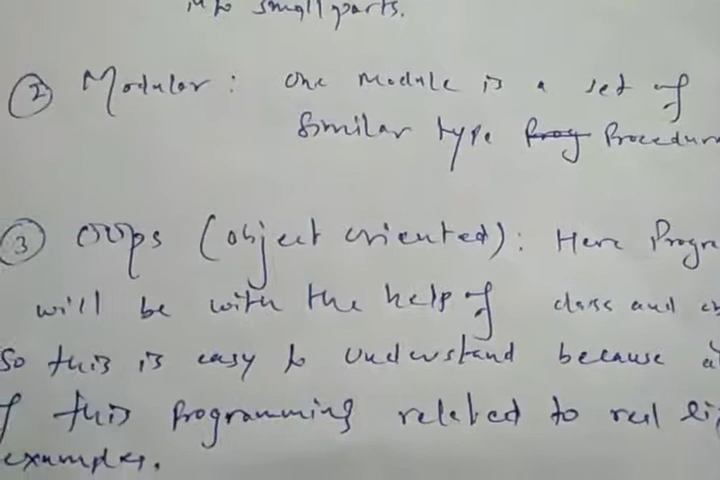 into small parts.
② Modular : One Module is a set of
Similar type Procedur
③ OOPs (object oriented) : Here Progr
will be with the help of class and ob
So this is easy to understand because a
of this Programming related to real li
examples.